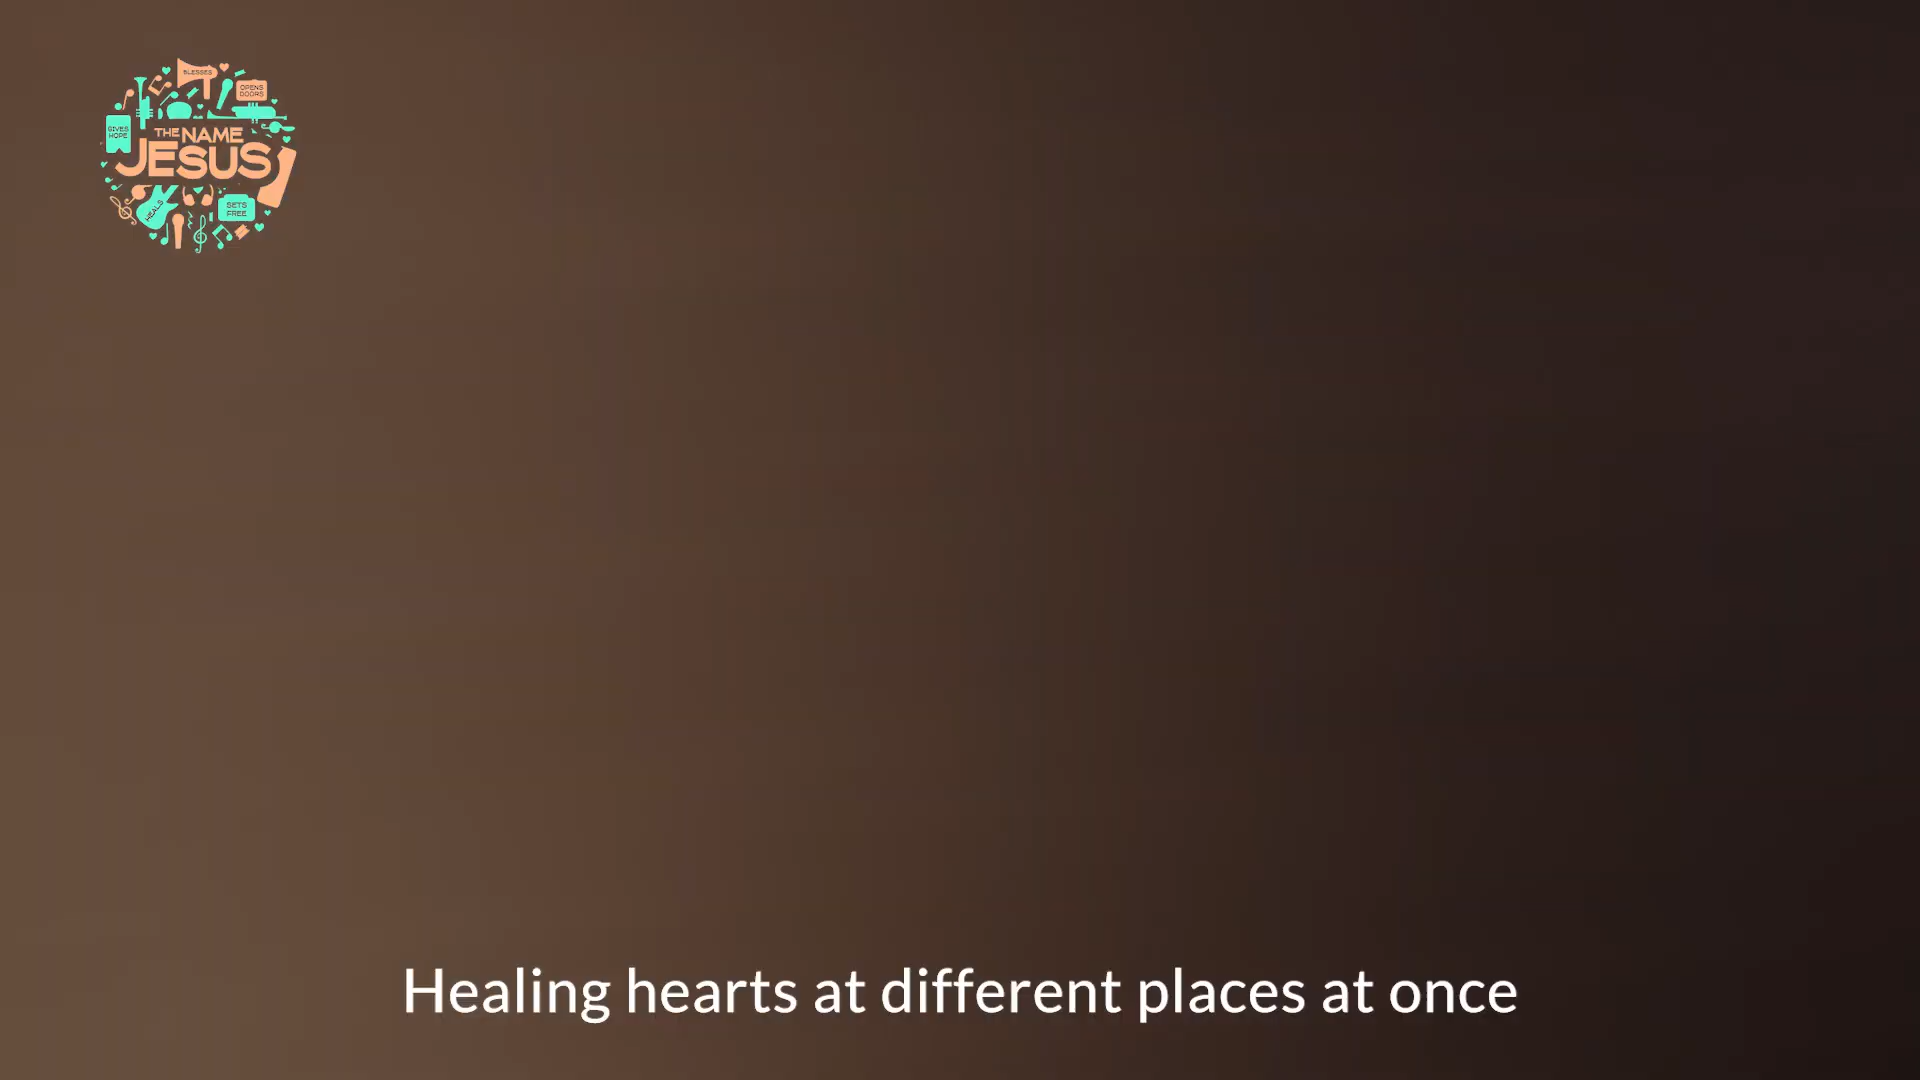 BLESSES
OPENS
DOORS
GIVES
HOPE
THE NAME
JESUS
HEALS
SETS
FREE
Healing hearts at different places at once